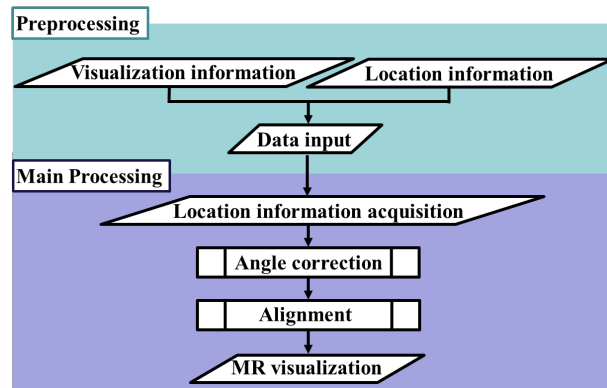 Preprocessing
Visualization information
Location information
Data input
Main Processing
Location information acquisition
Angle correction
Alignment
MR visualization